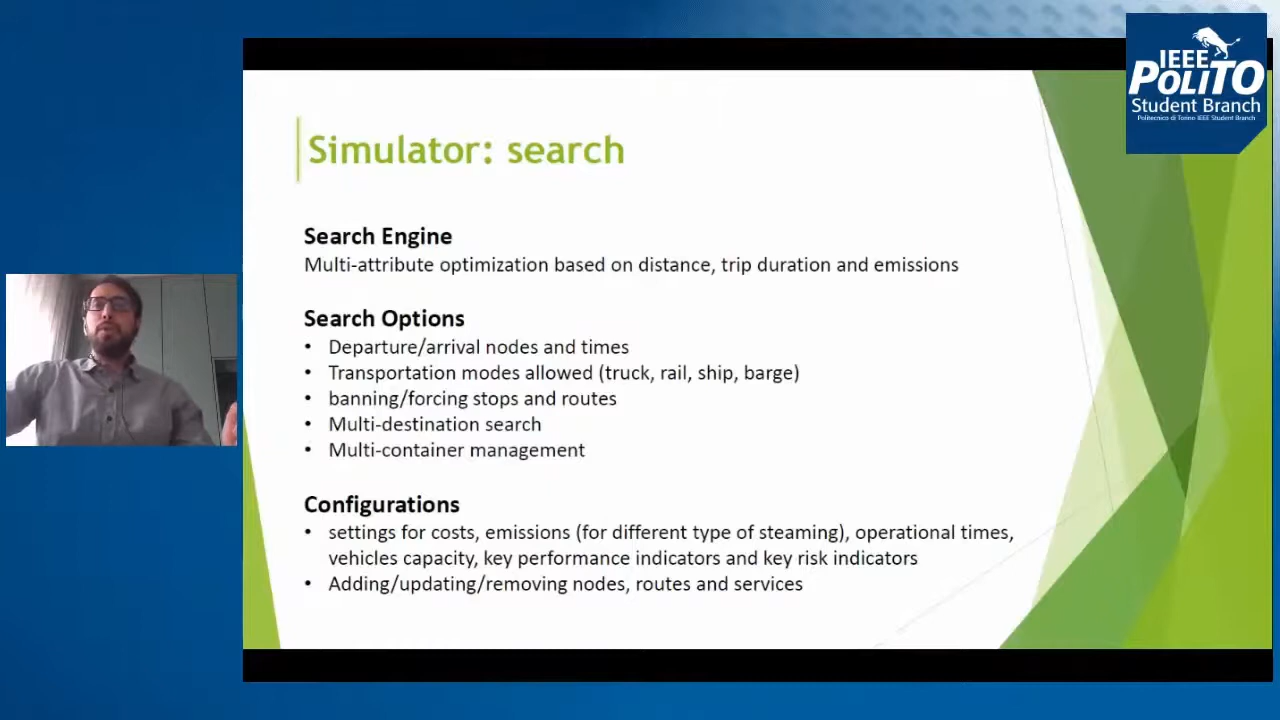 IEEE
POLITO
Student Branch
Politecnico di Torino IEEE Student Branch
Simulator: search
Search Engine
Multi-attribute optimization based on distance, trip duration and emissions
Search Options
• Departure/arrival nodes and times
• Transportation modes allowed (truck, rail, ship, barge)
• banning/forcing stops and routes
• Multi-destination search
• Multi-container management
Configurations
• settings for costs, emissions (for different type of steaming), operational times,
vehicles capacity, key performance indicators and key risk indicators
• Adding/updating/removing nodes, routes and services